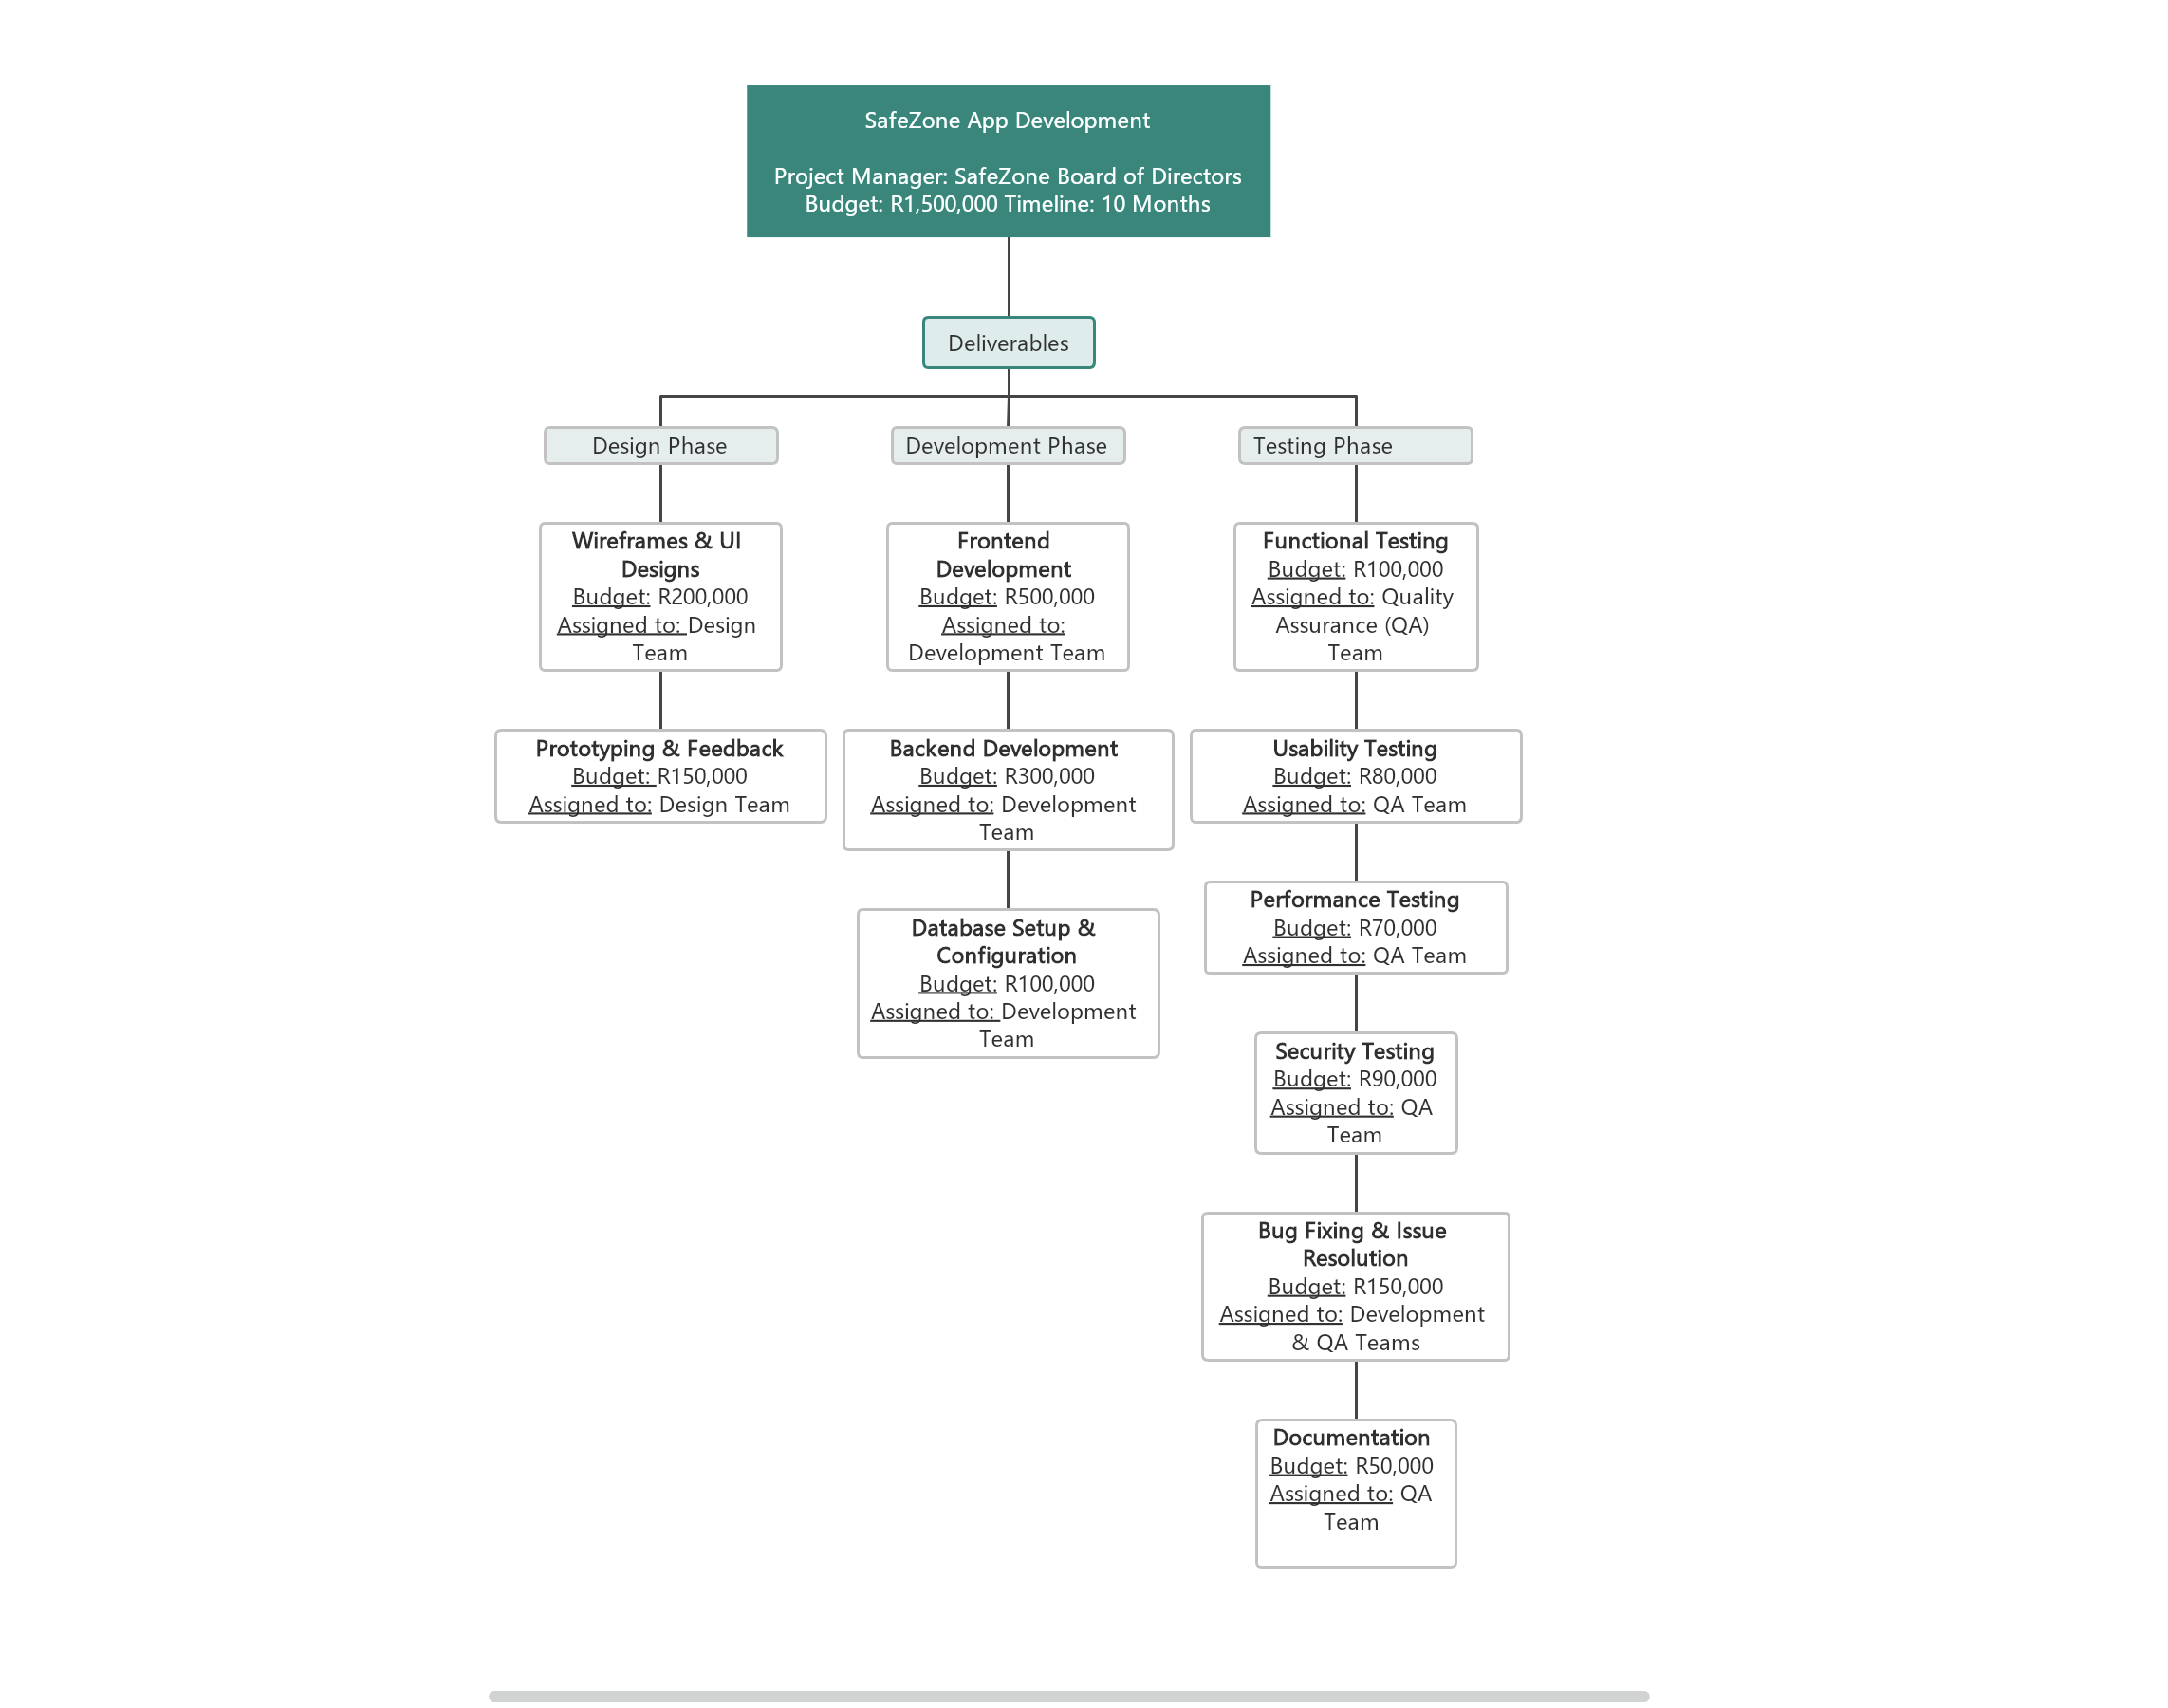 SafeZone App Development
Project Manager: SafeZone Board of Directors
Budget: R1,500,000 Timeline: 10 Months
Deliverables
Design Phase
Development Phase
Testing Phase
Wireframes & UI
Designs
Budget: R200,000
Assigned to: Design
Team
Frontend
Development
Budget: R500,000
Assigned to:
Development Team
Functional Testing
Budget: R100,000
Assigned to: Quality
Assurance (QA)
Team
Prototyping & Feedback
Budget: R150,000
Assigned to: Design Team
Backend Development
Budget: R300,000
Assigned to: Development
Team
Usability Testing
Budget: R80,000
Assigned to: QA Team
Database Setup &
Configuration
Budget: R100,000
Assigned to: Development
Team
Performance Testing
Budget: R70,000
Assigned to: QA Team
Security Testing
Budget: R90,000
Assigned to: QA
Team
Bug Fixing & Issue
Resolution
Budget: R150,000
Assigned to: Development
& QA Teams
Documentation
Budget: R50,000
Assigned to: QA
Team